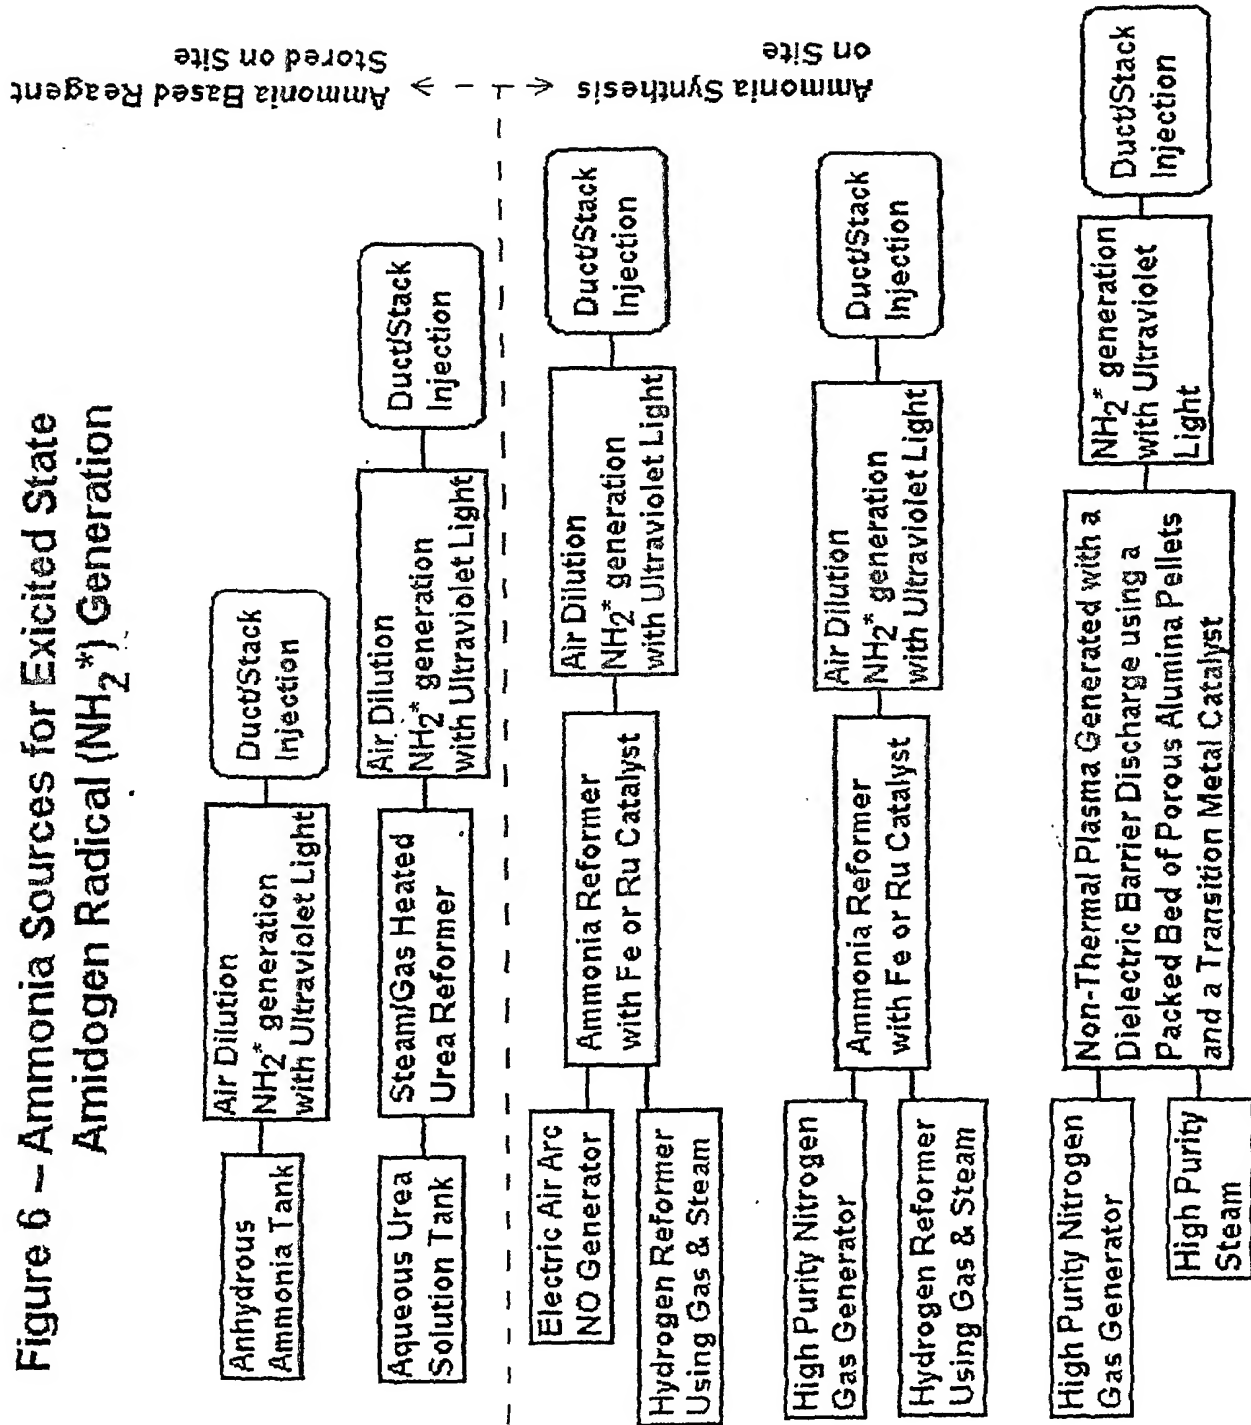 Figure 6 – Ammonia Sources for Exicited State
Amidogen Radical (NH2*) Generation
Anhydrous
Ammonia Tank
Air Dilution
NH2* generation
with Ultraviolet Light
Duct/Stack
Injection
Aqueous Urea
Solution Tank
Steam/Gas Heated
Urea Reformer
Air Dilution
NH2* generation
with Ultraviolet Light
Duct/Stack
Injection
Ammonia Based Reagent
Stored on Site
Ammonia Synthesis
on Site
Electric Air Arc
NO Generator
Hydrogen Reformer
Using Gas & Steam
Ammonia Reformer
with Fe or Ru Catalyst
Air Dilution
NH2* generation
with Ultraviolet Light
Duct/Stack
Injection
High Purity Nitrogen
Gas Generator
Hydrogen Reformer
Using Gas & Steam
Ammonia Reformer
with Fe or Ru Catalyst
Air Dilution
NH2* generation
with Ultraviolet Light
Duct/Stack
Injection
High Purity Nitrogen
Gas Generator
High Purity
Steam
Non-Thermal Plasma Generated with a
Dielectric Barrier Discharge using a
Packed Bed of Porous Alumina Pellets
and a Transition Metal Catalyst
NH2* generation
with Ultraviolet
Light
Duct/Stack
Injection